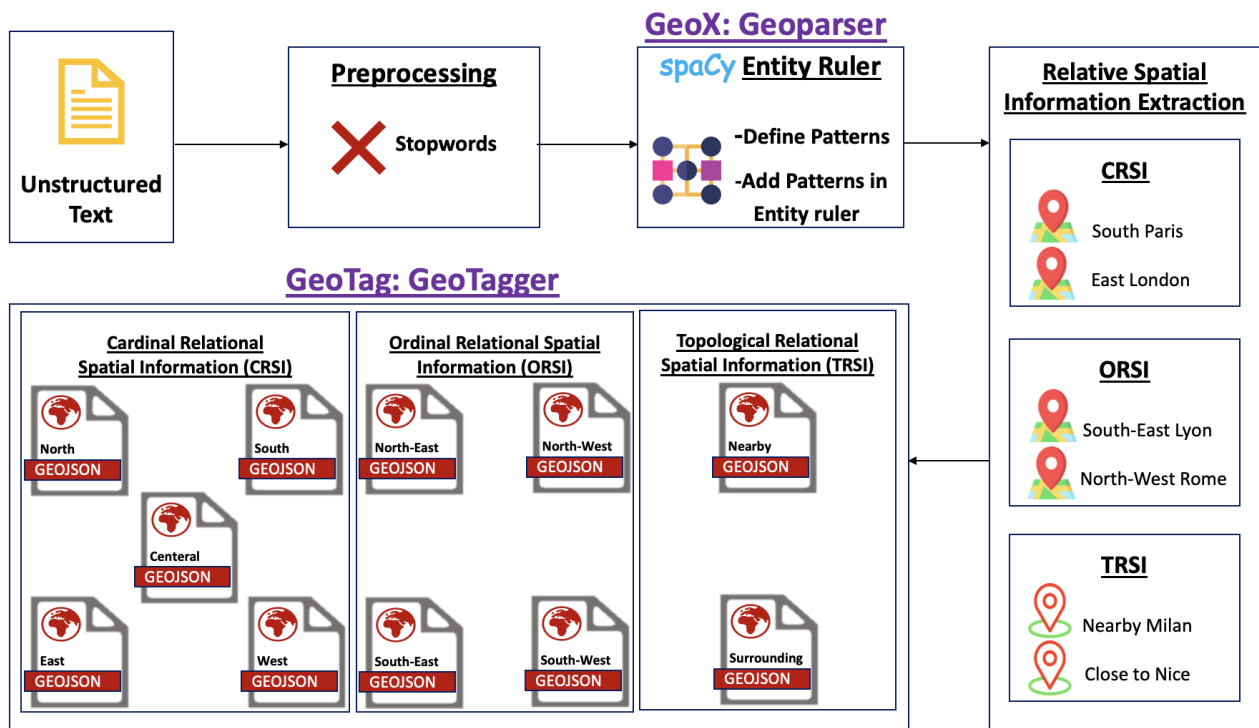 GeoX: Geoparser
Unstructured
Text
Preprocessing
Stopwords
spaCy Entity Ruler
-Define Patterns
-Add Patterns in
Entity ruler
Relative Spatial
Information Extraction
CRSI
South Paris
East London
ORSI
South-East Lyon
North-West Rome
TRSI
Nearby Milan
Close to Nice
GeoTag: GeoTagger
Cardinal Relational
Spatial Information (CRSI)
North
GEOJSON
South
GEOJSON
Centeral
GEOJSON
East
GEOJSON
West
GEOJSON
Ordinal Relational Spatial
Information (ORSI)
North-East
GEOJSON
North-West
GEOJSON
South-East
GEOJSON
South-West
GEOJSON
Topological Relational
Spatial Information (TRSI)
Nearby
GEOJSON
Surrounding
GEOJSON